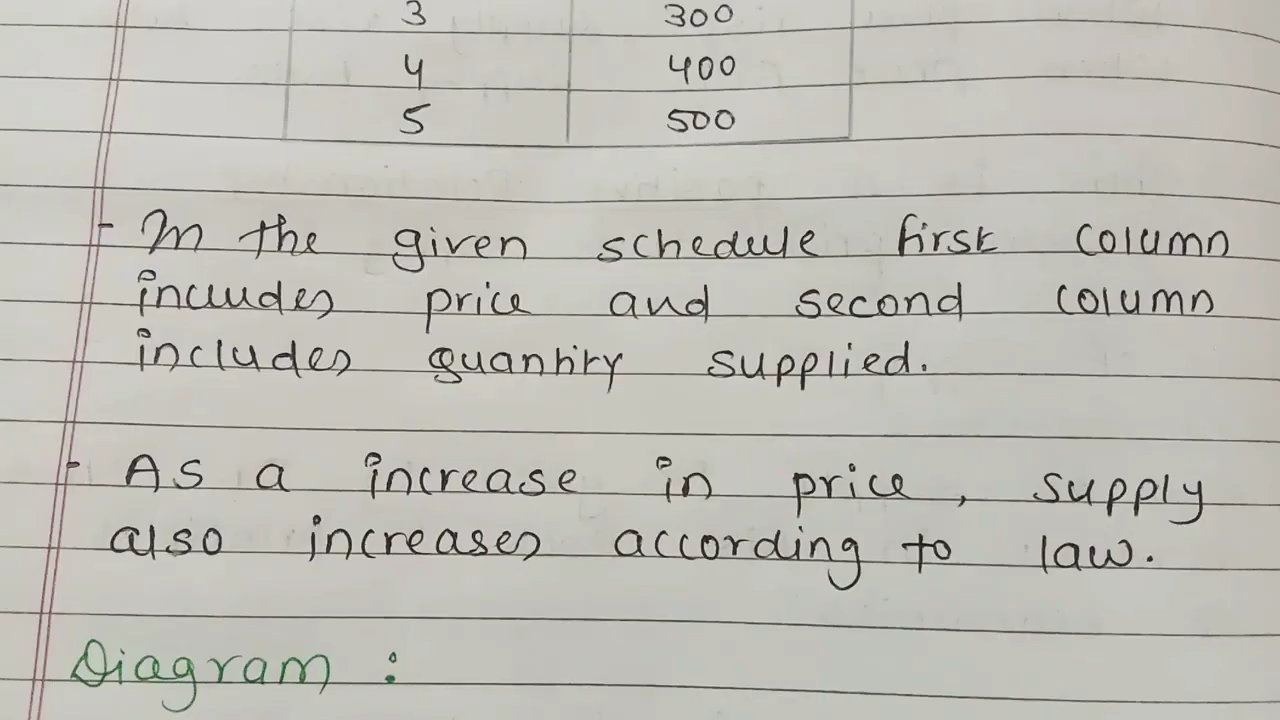 3 300
4 400
5 500
- In the given schedule first column
includes price and second column
includes quantity supplied.
- As a increase in price, supply
also increases according to law.
Diagram :